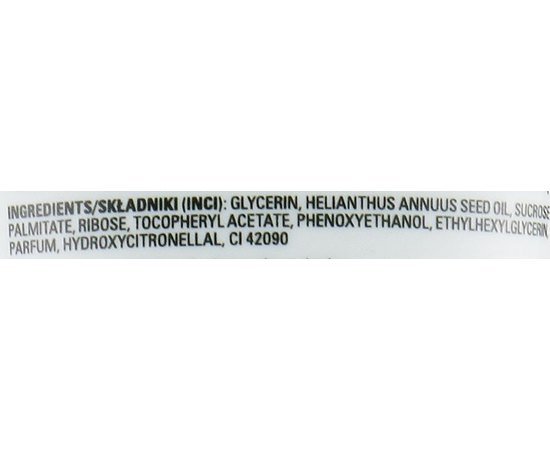 INGREDIENTS/SKŁADNIKI (INCI): GLYCERIN, HELIANTHUS ANNUUS SEED OIL, SUCROSE
PALMITATE, RIBOSE, TOCOPHERYL ACETATE, PHENOXYETHANOL, ETHYLHEXYLGLYCERIN,
PARFUM, HYDROXYCITRONELLAL, CI 42090